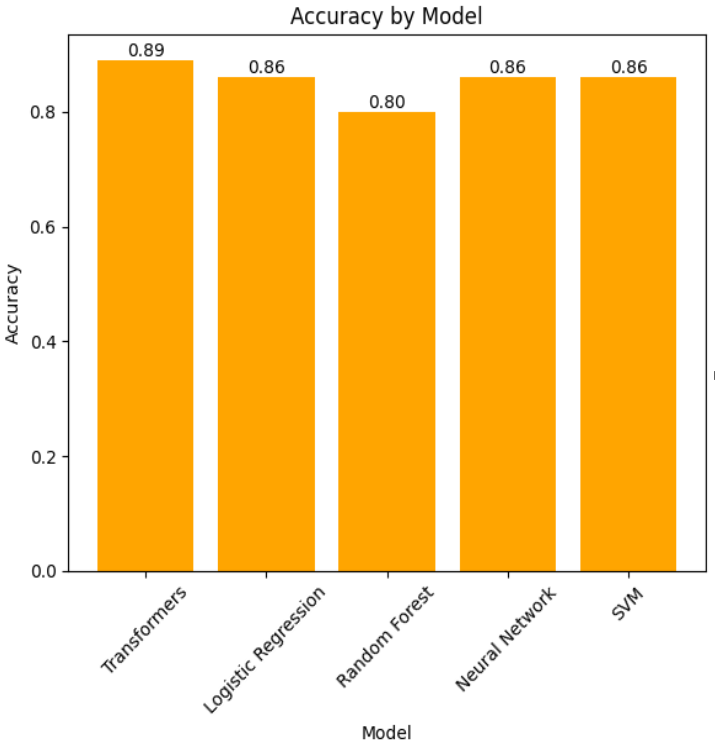 Accuracy by Model
0.89
0.86
0.80
0.86
0.86
0.8
0.6
0.4
0.2
0.0
Accuracy
Transformers
Logistic Regression
Random Forest
Neural Network
SVM
Model